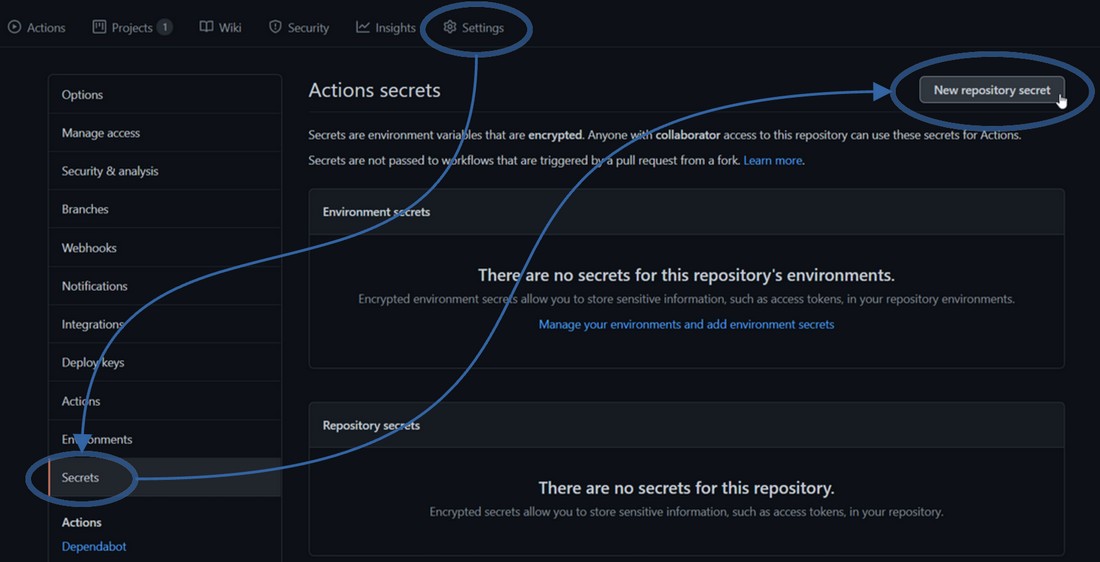 Actions Projects 1 Wiki Security Insights Settings
Options
Manage access
Security & analysis
Branches
Webhooks
Notifications
Integrations
Deploy keys
Actions
Environments
Secrets
Actions
Dependabot
Actions secrets
New repository secret
Secrets are environment variables that are encrypted. Anyone with collaborator access to this repository can use these secrets for Actions.
Secrets are not passed to workflows that are triggered by a pull request from a fork. Learn more.
Environment secrets
There are no secrets for this repository's environments.
Encrypted environment secrets allow you to store sensitive information, such as access tokens, in your repository environments.
Manage your environments and add environment secrets
Repository secrets
There are no secrets for this repository.
Encrypted secrets allow you to store sensitive information, such as access tokens, in your repository.